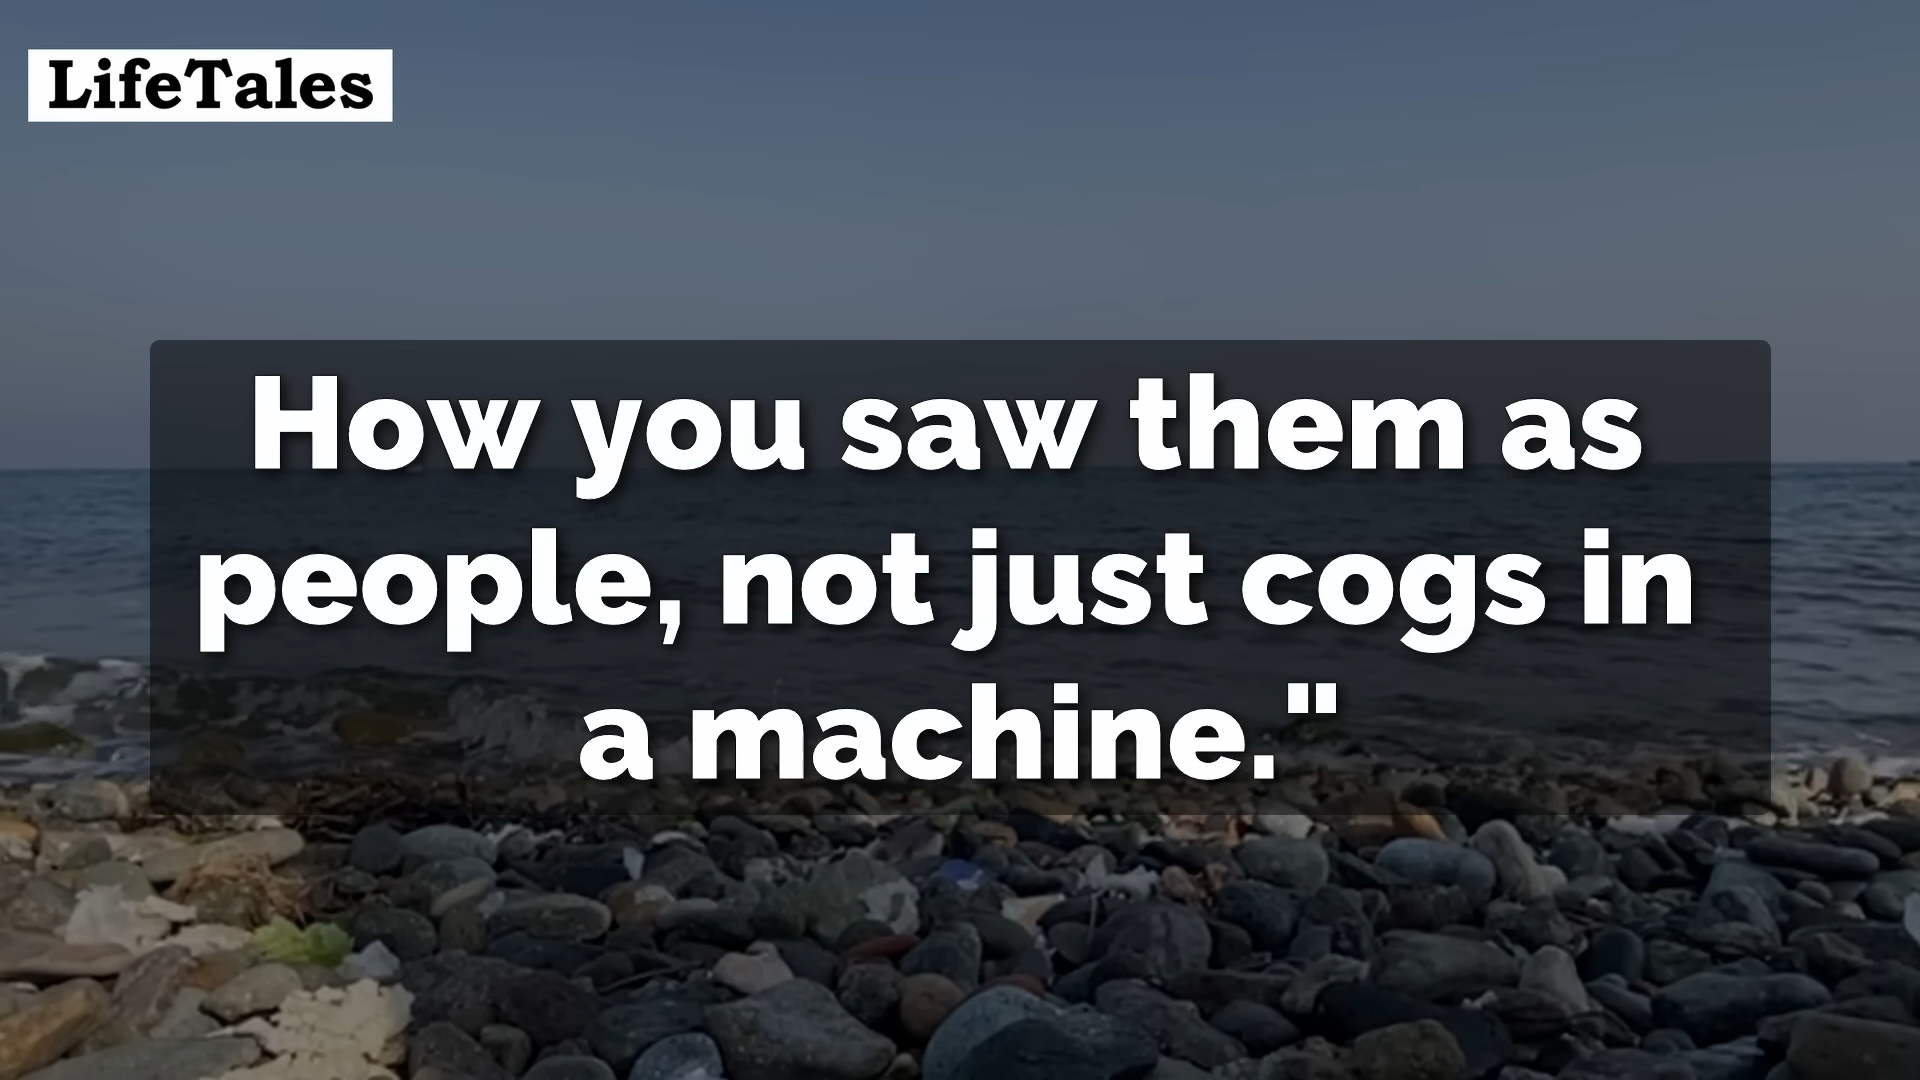 LifeTales
How you saw them as
people, not just cogs in
a machine."